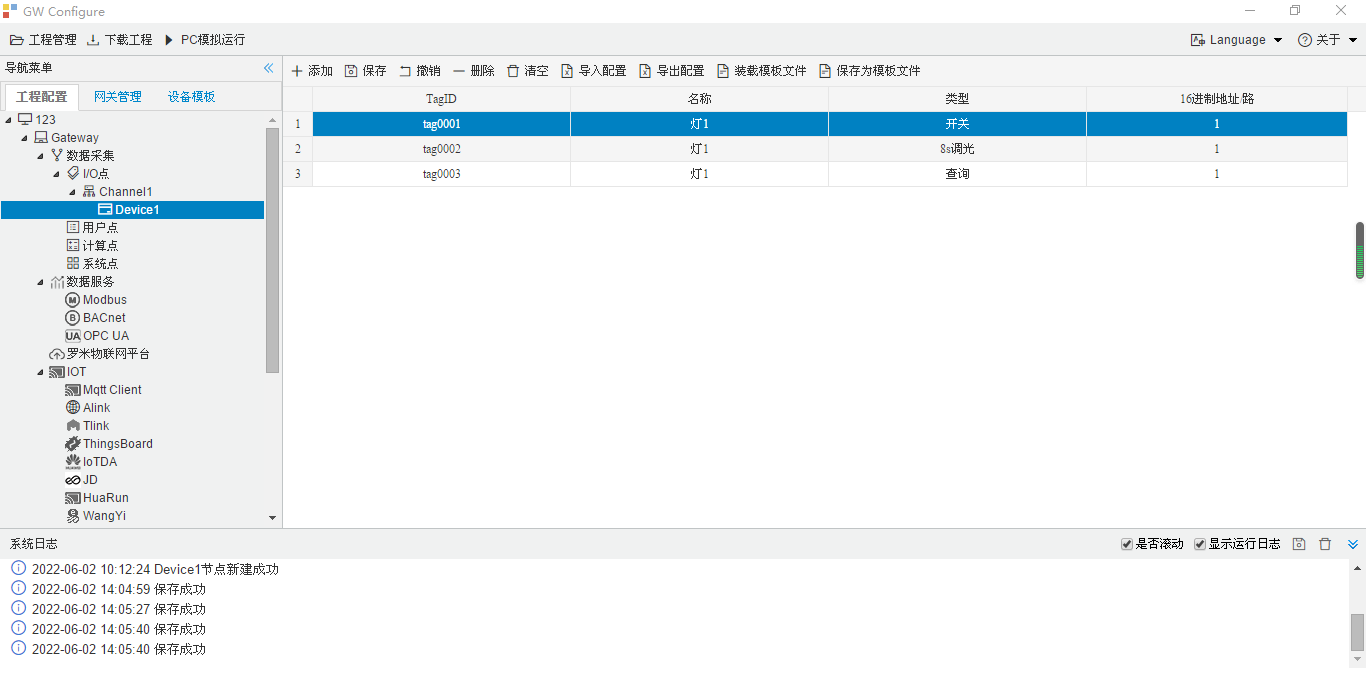 GW Configure
工程管理 下载工程 PC模拟运行 Language 关于
导航菜单
工程配置 网关管理 设备模板
123
Gateway
数据采集
I/O点
Channel1
Device1
用户点
计算点
系统点
数据服务
Modbus
BACnet
UA OPC UA
罗米物联网平台
IOT
Mqtt Client
Alink
Tlink
ThingsBoard
IoTDA
JD
HuaRun
WangYi
添加 保存 撤销 删除 清空 导入配置 导出配置 装载模板文件 保存为模板文件
TagID 名称 类型 16进制地址/路
1 tag0001 灯1 开关 1
2 tag0002 灯1 8s调光 1
3 tag0003 灯1 查询 1
系统日志 是否滚动 显示运行日志
2022-06-02 10:12:24 Device1节点新建成功
2022-06-02 14:04:59 保存成功
2022-06-02 14:05:27 保存成功
2022-06-02 14:05:40 保存成功
2022-06-02 14:05:40 保存成功